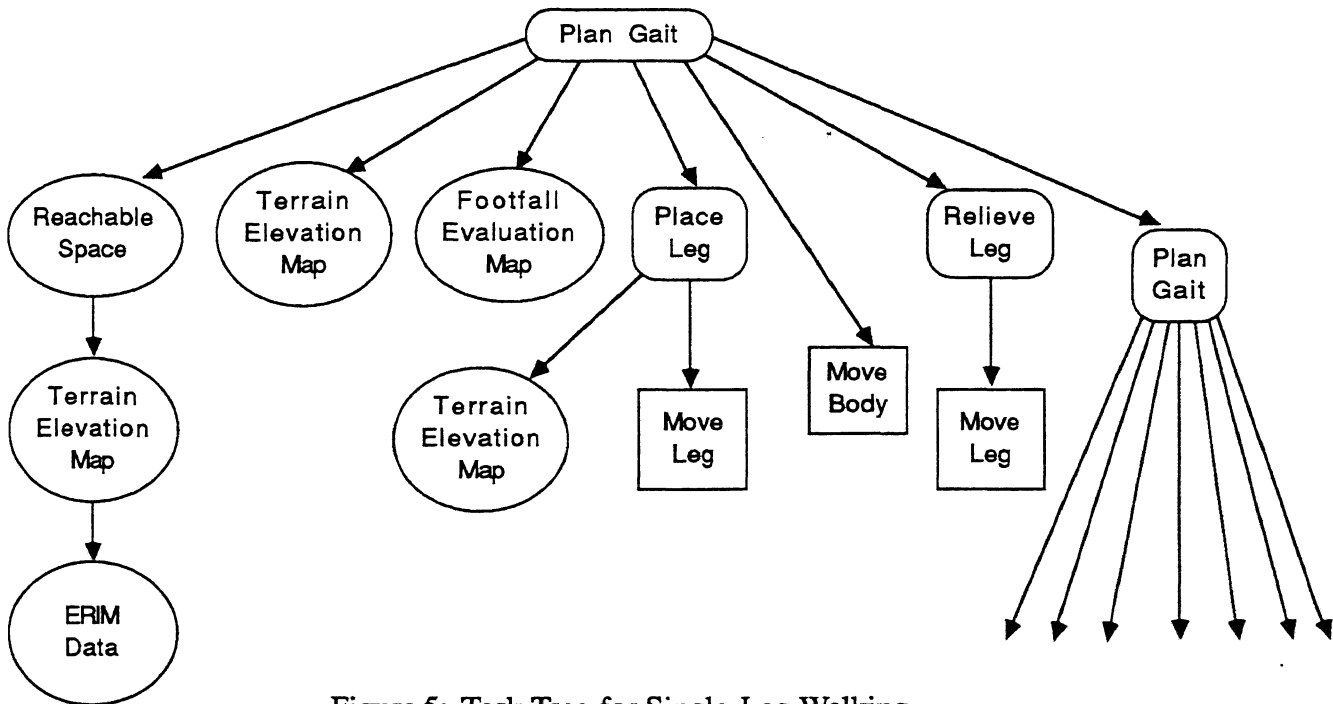 Plan Gait
Reachable
Space
Terrain
Elevation
Map
Footfall
Evaluation
Map
Place
Leg
Relieve
Leg
Plan
Gait
Terrain
Elevation
Map
Terrain
Elevation
Map
Move
Leg
Move
Body
Move
Leg
ERIM
Data
Figure 5: Task Tree for Single Leg Walking